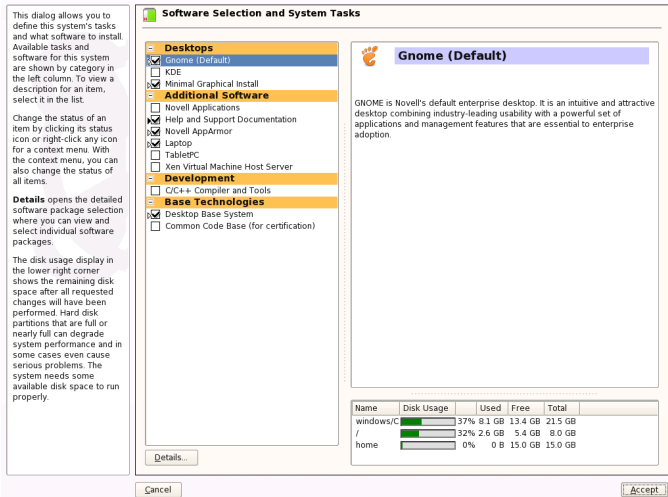 This dialog allows you to
define this system's tasks
and what software to install.
Available tasks and
software for this system
are shown by category in
the left column. To view a
description for an item,
select it in the list.
Change the status of an
item by clicking its status
icon or right-click any icon
for a context menu. With
the context menu, you can
also change the status of
all items.
Details opens the detailed
software package selection
where you can view and
select individual software
packages.
The disk usage display in
the lower right corner
shows the remaining disk
space after all requested
changes will have been
performed. Hard disk
partitions that are full or
nearly full can degrade
system performance and in
some cases even cause
serious problems. The
system needs some
available disk space to run
properly.
Software Selection and System Tasks
Desktops
Gnome (Default)
KDE
Minimal Graphical Install
Additional Software
Novell Applications
Help and Support Documentation
Novell AppArmor
Laptop
TabletPC
Xen Virtual Machine Host Server
Development
C/C++ Compiler and Tools
Base Technologies
Desktop Base System
Common Code Base (for certification)
Details...
Gnome (Default)
GNOME is Novell's default enterprise desktop. It is an intuitive and attractive
desktop combining industry-leading usability with a powerful set of
applications and management features that are essential to enterprise
adoption.
Name Disk Usage Used Free Total
windows/C 37% 8.1 GB 13.4 GB 21.5 GB
/ 32% 2.6 GB 5.4 GB 8.0 GB
home 0% 0 B 15.0 GB 15.0 GB
Cancel
Accept